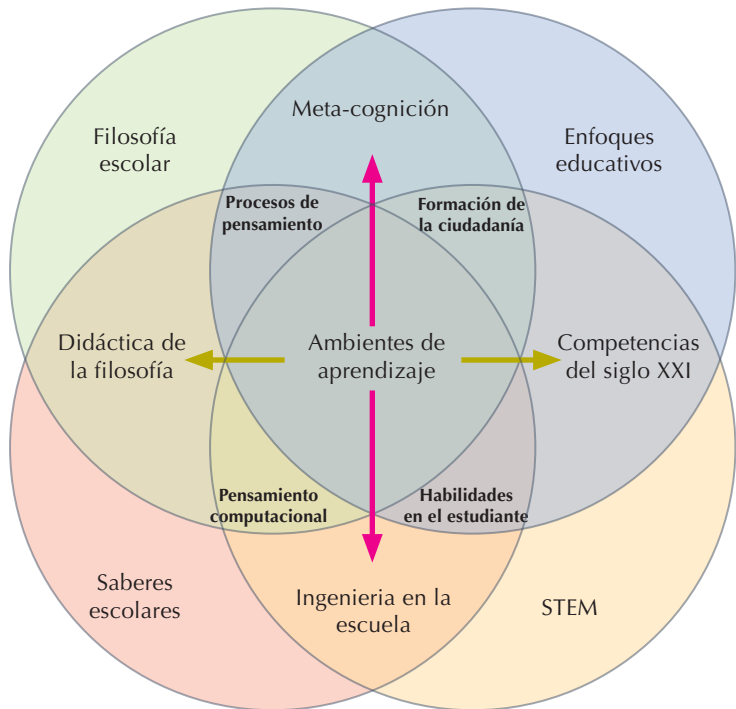 Meta-cognición
Filosofía
escolar
Enfoques
educativos
Procesos de
pensamiento
Formación de
la ciudadanía
Didáctica de
la filosofía
Ambientes de
aprendizaje
Competencias
del siglo XXI
Pensamiento
computacional
Habilidades
en el estudiante
Saberes
escolares
Ingenieria en la
escuela
STEM